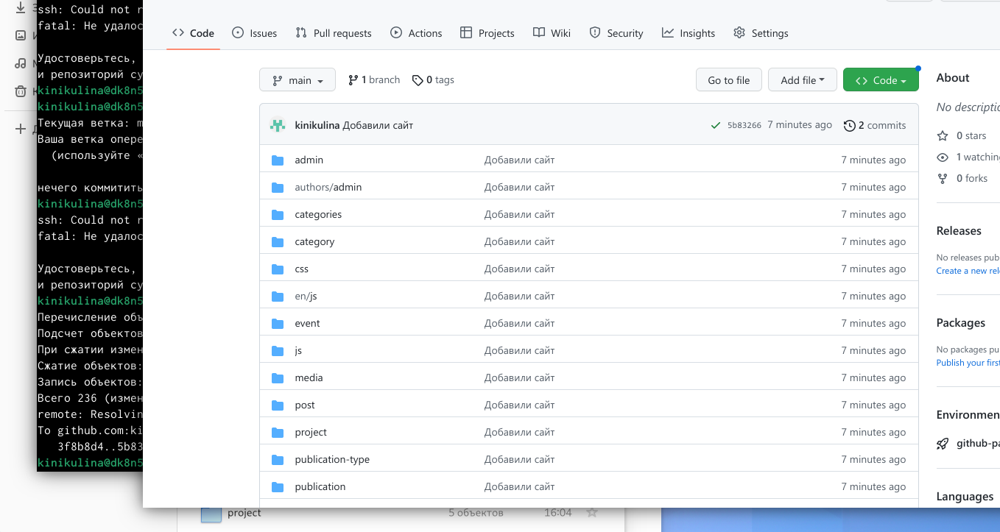 ssh: Could not r
fatal: Не удалос
Удостоверьтесь,
и репозиторий су
kinikulina@dk8n5
kinikulina@dk8n5
Текущая ветка: m
Ваша ветка опере
(используйте «
нечего коммитить
kinikulina@dk8n5
ssh: Could not r
fatal: Не удалос
Удостоверьтесь,
и репозиторий су
kinikulina@dk8n5
Перечисление объ
Подсчет объектов
При сжатии измен
Сжатие объектов:
Запись объектов:
Всего 236 (измен
remote: Resolvin
To github.com:ki
3f8b8d4..5b83
kinikulina@dk8n5
Code Issues Pull requests Actions Projects Wiki Security Insights Settings
main 1 branch 0 tags Go to file Add file Code
kinikulina Добавили сайт 5b83266 7 minutes ago 2 commits
admin Добавили сайт 7 minutes ago
authors/admin Добавили сайт 7 minutes ago
categories Добавили сайт 7 minutes ago
category Добавили сайт 7 minutes ago
css Добавили сайт 7 minutes ago
en/js Добавили сайт 7 minutes ago
event Добавили сайт 7 minutes ago
js Добавили сайт 7 minutes ago
media Добавили сайт 7 minutes ago
post Добавили сайт 7 minutes ago
project Добавили сайт 7 minutes ago
publication-type Добавили сайт 7 minutes ago
publication Добавили сайт 7 minutes ago
About
No descriptio
0 stars
1 watching
0 forks
Releases
No releases pub
Create a new rel
Packages
No packages pu
Publish your first
Environmen
github-pa
Languages
project 5 объектов 16:04